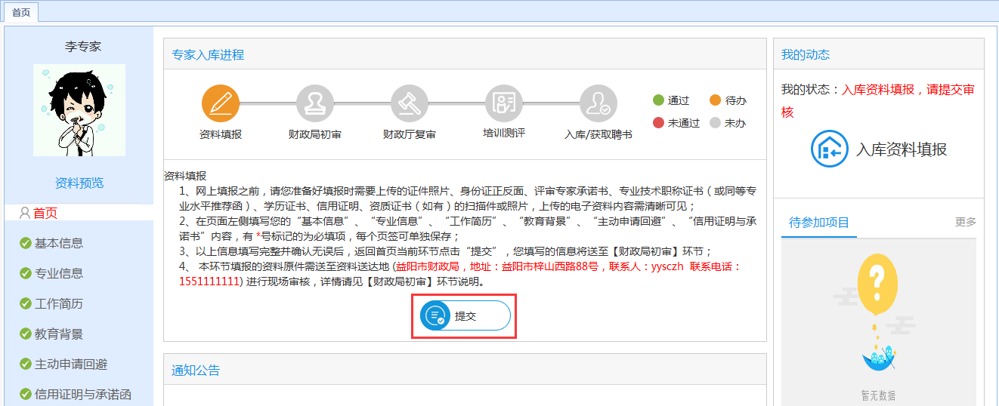 首页
李专家
资料预览
首页
基本信息
专业信息
工作简历
教育背景
主动申请回避
信用证明与承诺函
专家入库进程
资料填报
财政局初审
财政厅复审
培训测评
入库/获取聘书
通过
待办
未通过
未办
资料填报
1、网上填报之前，请您准备好填报时需要上传的证件照片、身份证正反面、评审专家承诺书、专业技术职称证书（或同等专
业水平推荐函）、学历证书、信用证明、资质证书（如有）的扫描件或照片，上传的电子资料内容需清晰可见；
2、在页面左侧填写您的“基本信息”、“专业信息”、“工作简历”、“教育背景”、“主动申请回避”、“信用证明与承
诺书”内容，有 *号标记的为必填项，每个页签可单独保存；
3、以上信息填写完整并确认无误后，返回首页当前环节点击“提交”，您填写的信息将送至【财政局初审】环节；
4、 本环节填报的资料原件需送至资料送达地 (益阳市财政局，地址：益阳市梓山西路88号，联系人：yysczh 联系电话：
1551111111) 进行现场审核，详情请见【财政局初审】环节说明。
提交
通知公告
我的动态
我的状态：入库资料填报，请提交审
核
入库资料填报
待参加项目
更多
暂无数据